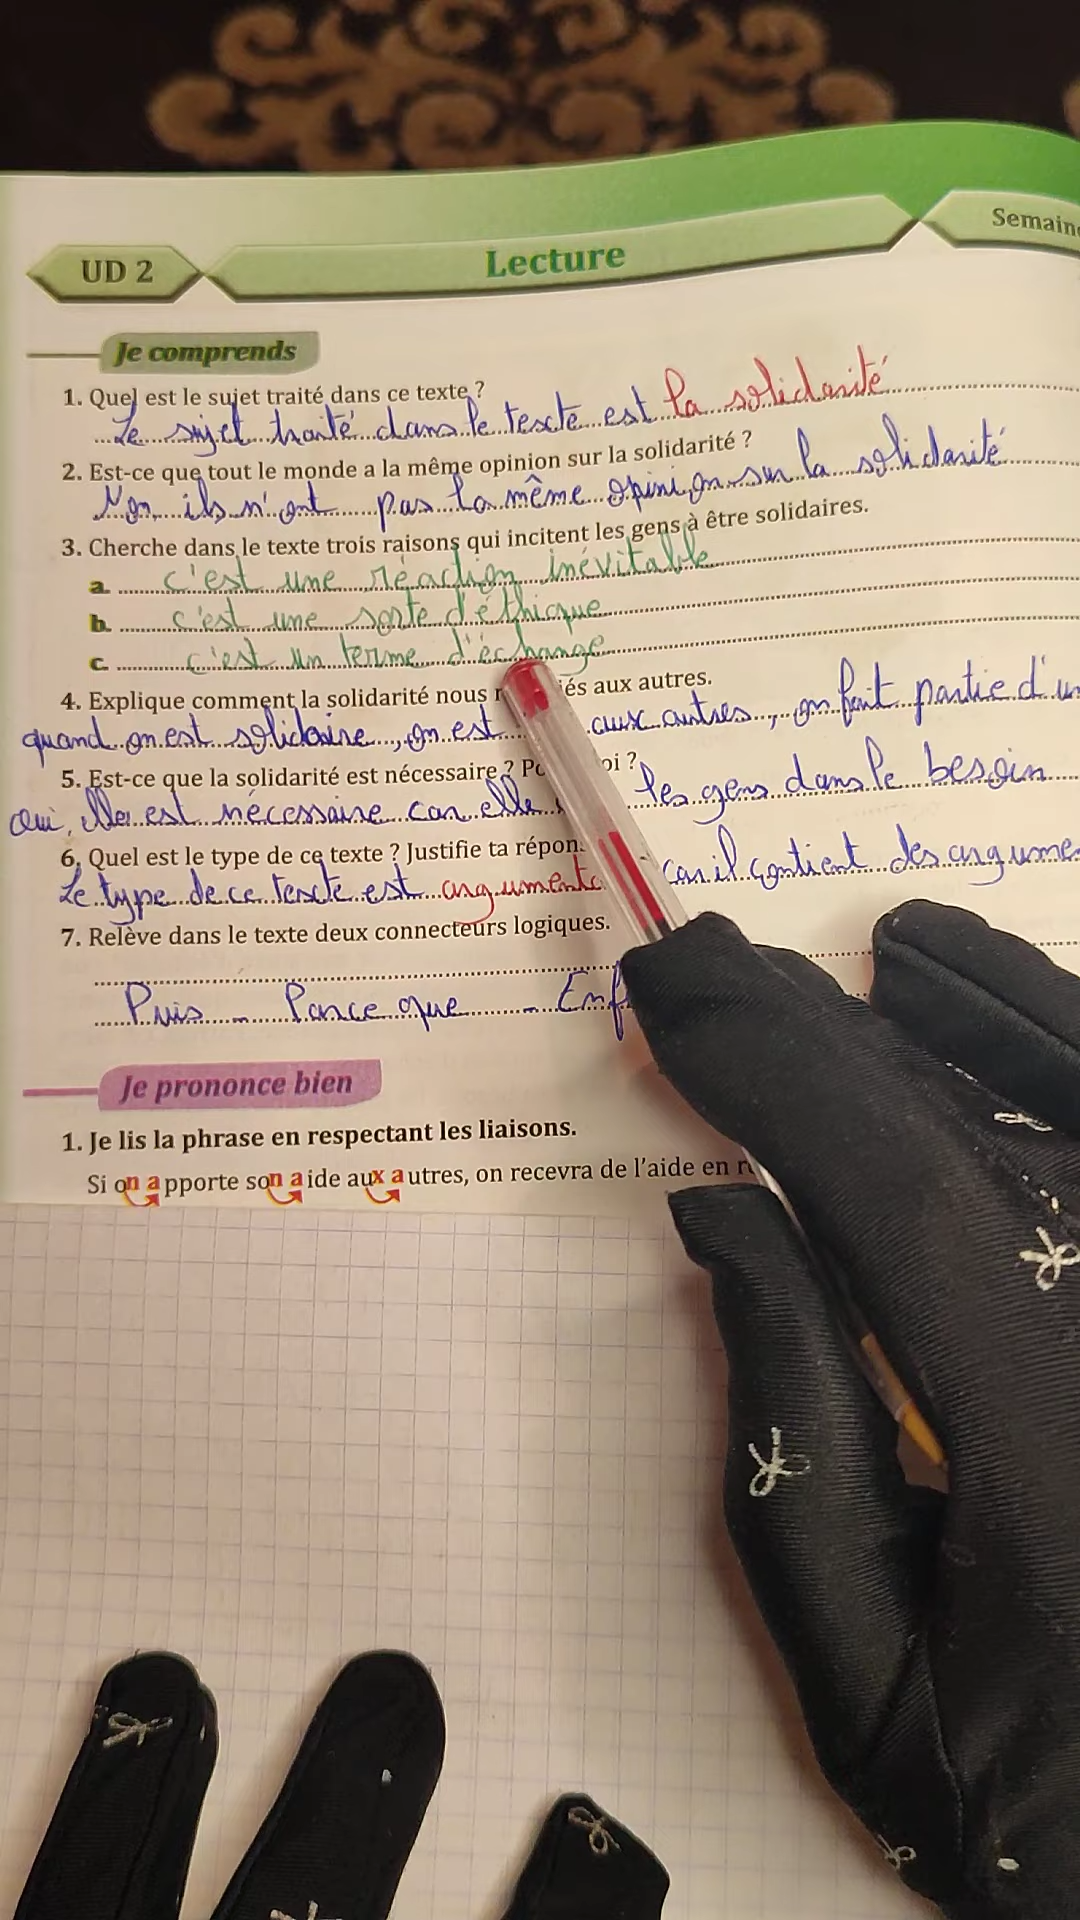 Semain
UD 2
Lecture
Je comprends
1. Quel est le sujet traité dans ce texte ?
Le sujet traité dans le texcte est la solidarité
2. Est-ce que tout le monde a la même opinion sur la solidarité ?
Non, ils n'ont pas la même opinion sur la solidarité
3. Cherche dans le texte trois raisons qui incitent les gens à être solidaires.
a. c'est une réaction inévitable
b. c'est une sorte d'éthique
c. c'est un terme d'échange
4. Explique comment la solidarité nous r iés aux autres.
quand on est solidaire, on est aux autres, on fait partie d'un
5. Est-ce que la solidarité est nécessaire ? Po oi ?
oui, elle est nécessaire car elle les gens dans le besoin
6. Quel est le type de ce texte ? Justifie ta répon
Le type de ce texcte est argumenta car il contient des argume
7. Relève dans le texte deux connecteurs logiques.
Puis - Parce que - Enf
Je prononce bien
1. Je lis la phrase en respectant les liaisons.
Si on apporte son aide aux autres, on recevra de l'aide en r